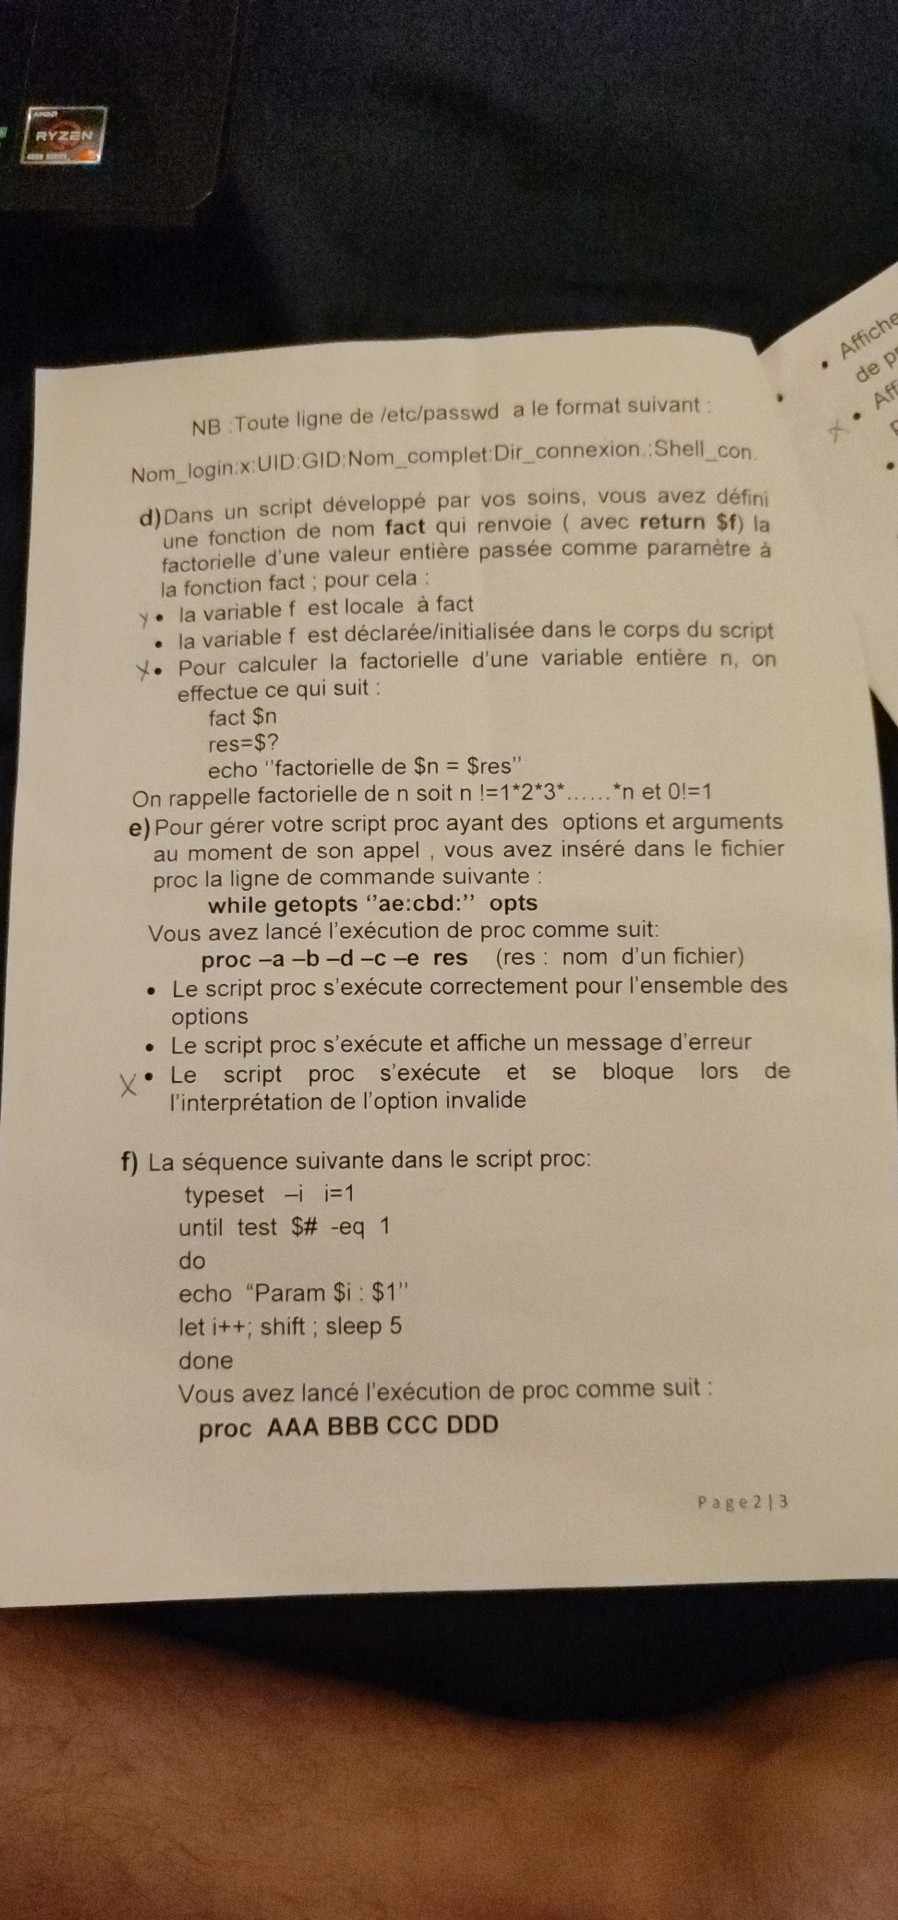 AMD
RYZEN
4000 SERIES
• Affiche
de p
• Aff
NB :Toute ligne de /etc/passwd a le format suivant :
Nom_login:x:UID:GID:Nom_complet:Dir_connexion.:Shell_con.
d)Dans un script développé par vos soins, vous avez défini
une fonction de nom fact qui renvoie ( avec return $f) la
factorielle d'une valeur entière passée comme paramètre à
la fonction fact ; pour cela :
• la variable f est locale à fact
• la variable f est déclarée/initialisée dans le corps du script
• Pour calculer la factorielle d'une variable entière n, on
effectue ce qui suit :
fact $n
res=$?
echo ‘’factorielle de $n = $res’’
On rappelle factorielle de n soit n !=1*2*3*……*n et 0!=1
e)Pour gérer votre script proc ayant des options et arguments
au moment de son appel , vous avez inséré dans le fichier
proc la ligne de commande suivante :
while getopts ‘’ae:cbd:’’ opts
Vous avez lancé l'exécution de proc comme suit:
proc –a –b –d –c –e res (res : nom d'un fichier)
• Le script proc s'exécute correctement pour l'ensemble des
options
• Le script proc s'exécute et affiche un message d'erreur
• Le script proc s'exécute et se bloque lors de
l'interprétation de l'option invalide
f) La séquence suivante dans le script proc:
typeset –i i=1
until test $# -eq 1
do
echo “Param $i : $1’’
let i++; shift ; sleep 5
done
Vous avez lancé l'exécution de proc comme suit :
proc AAA BBB CCC DDD
Page2|3